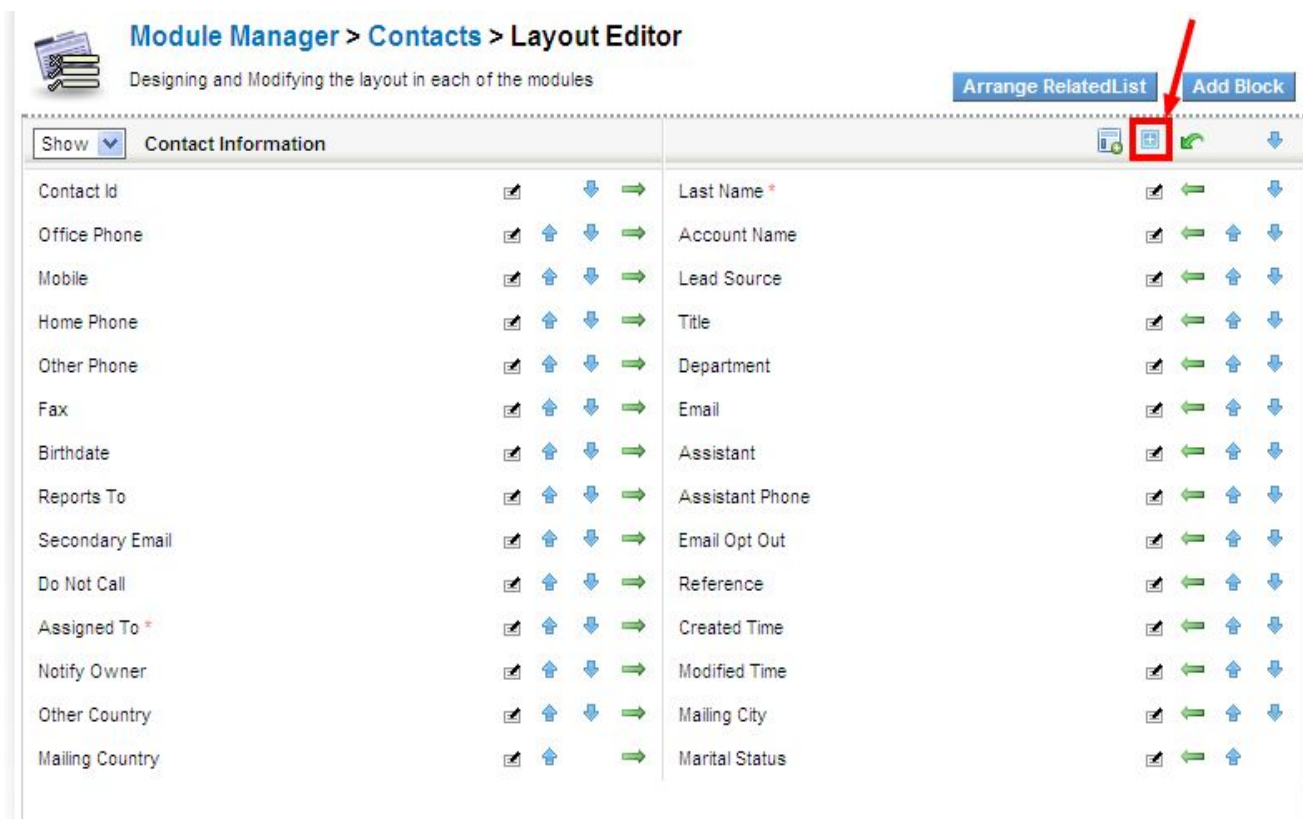 Module Manager > Contacts > Layout Editor
Designing and Modifying the layout in each of the modules
Arrange RelatedList Add Block
Show Contact Information
Contact Id Last Name *
Office Phone Account Name
Mobile Lead Source
Home Phone Title
Other Phone Department
Fax Email
Birthdate Assistant
Reports To Assistant Phone
Secondary Email Email Opt Out
Do Not Call Reference
Assigned To * Created Time
Notify Owner Modified Time
Other Country Mailing City
Mailing Country Marital Status